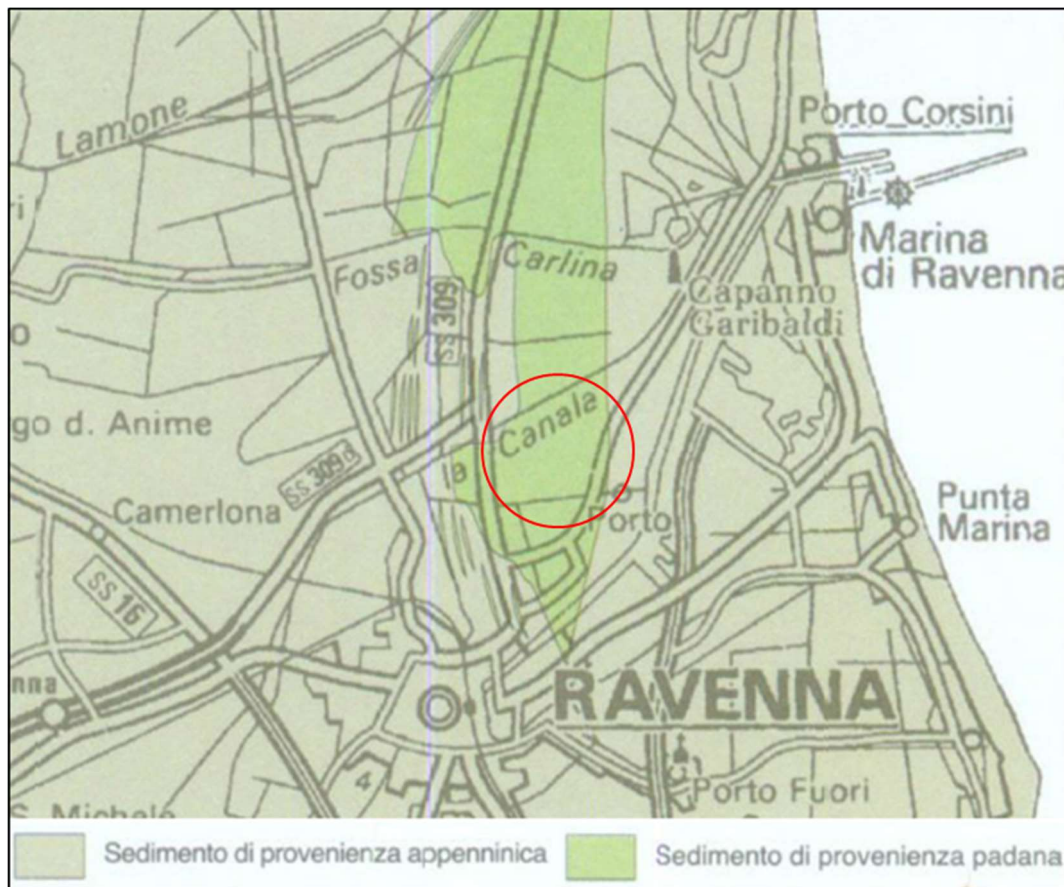 Lamone
Porto Corsini
ri
Marina
di Ravenna
Fossa
Carlina
SS 309
Capanno
Garibaldi
o
go d. Anime
la Canala
SS 309 d.
Camerlona
Porto
Punta
Marina
SS 16
nna
RAVENNA
4
Porto Fuori
S. Michele
Sedimento di provenienza appenninica
Sedimento di provenienza padana